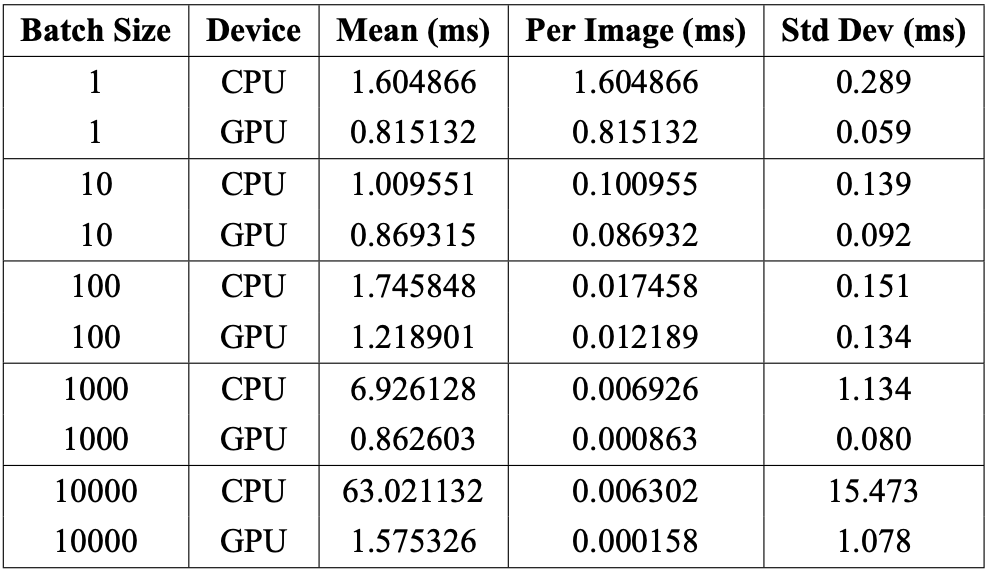 Batch Size Device Mean (ms) Per Image (ms) Std Dev (ms)
1 CPU 1.604866 1.604866 0.289
1 GPU 0.815132 0.815132 0.059
10 CPU 1.009551 0.100955 0.139
10 GPU 0.869315 0.086932 0.092
100 CPU 1.745848 0.017458 0.151
100 GPU 1.218901 0.012189 0.134
1000 CPU 6.926128 0.006926 1.134
1000 GPU 0.862603 0.000863 0.080
10000 CPU 63.021132 0.006302 15.473
10000 GPU 1.575326 0.000158 1.078